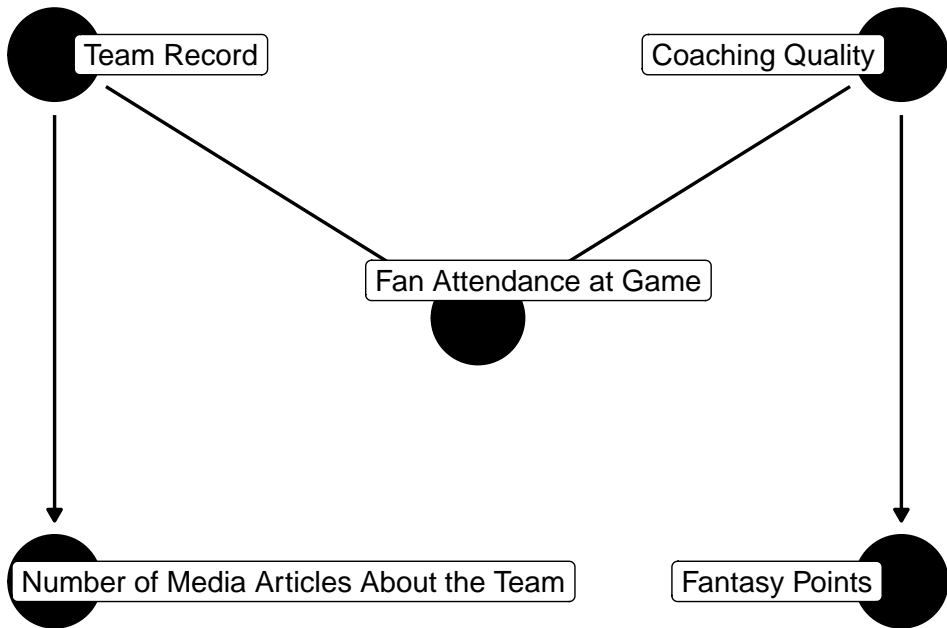 Team Record
Coaching Quality
Fan Attendance at Game
Number of Media Articles About the Team
Fantasy Points